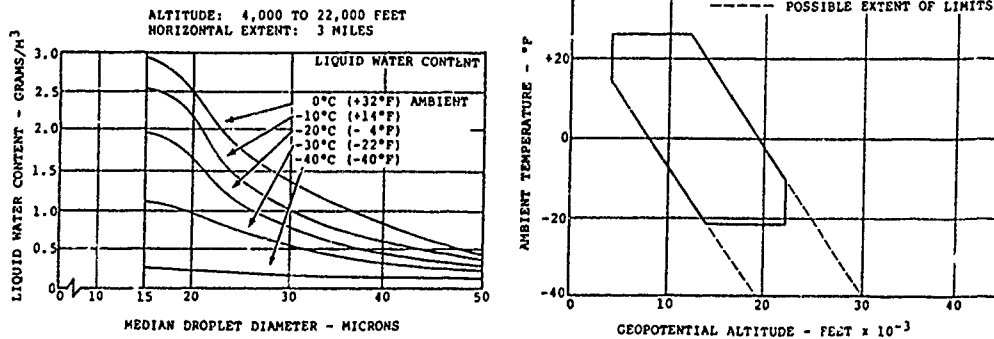 ALTITUDE: 4,000 TO 22,000 FEET
HORIZONTAL EXTENT: 3 MILES
LIQUID WATER CONTENT - GRAMS/M³
3.0
2.5
2.0
1.5
1.0
0.5
0
LIQUID WATER CONTENT
0°C (+32°F) AMBIENT
-10°C (+14°F)
-20°C (- 4°F)
-30°C (-22°F)
-40°C (-40°F)
0 10 15 20 30 40 50
MEDIAN DROPLET DIAMETER - MICRONS
--- POSSIBLE EXTENT OF LIMITS
AMBIENT TEMPERATURE - °F
+20
0
-20
-40
0 10 20 30 40
GEOPOTENTIAL ALTITUDE - FEET x 10⁻³